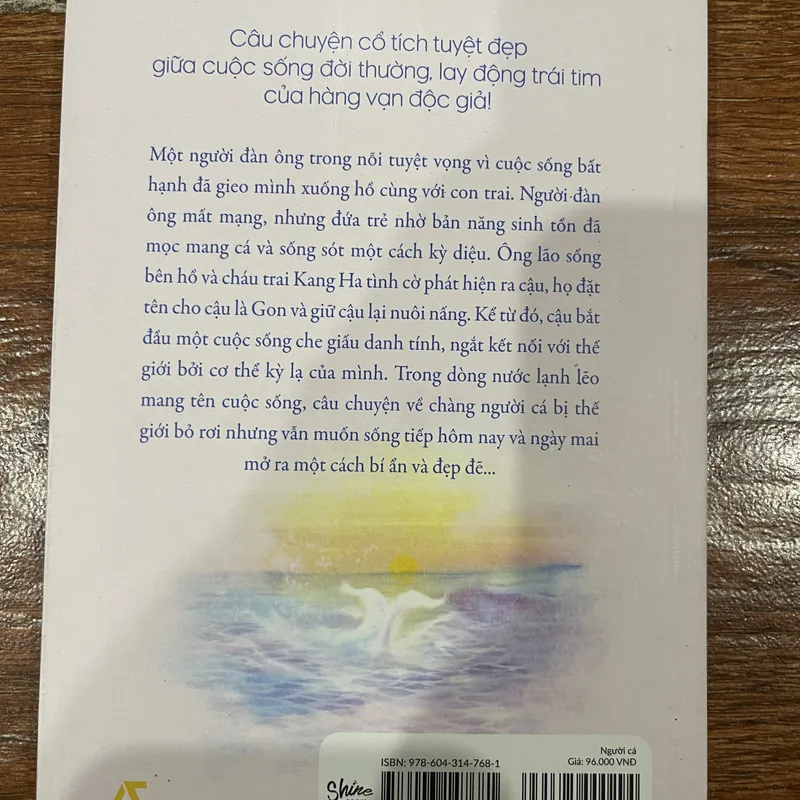 Câu chuyện cổ tích tuyệt đẹp
giữa cuộc sống đời thường, lay động trái tim
của hàng vạn độc giả!
Một người đàn ông trong nỗi tuyệt vọng vì cuộc sống bất
hạnh đã gieo mình xuống hồ cùng với con trai. Người đàn
ông mất mạng, nhưng đứa trẻ nhờ bản năng sinh tồn đã
mọc mang cá và sống sót một cách kỳ diệu. Ông lão sống
bên hồ và cháu trai Kang Ha tình cờ phát hiện ra cậu, họ đặt
tên cho cậu là Gon và giữ cậu lại nuôi nấng. Kể từ đó, cậu bắt
đầu một cuộc sống che giấu danh tính, ngắt kết nối với thế
giới bởi cơ thể kỳ lạ của mình. Trong dòng nước lạnh lẽo
mang tên cuộc sống, câu chuyện về chàng người cá bị thế
giới bỏ rơi nhưng vẫn muốn sống tiếp hôm nay và ngày mai
mở ra một cách bí ẩn và đẹp đẽ...
ISBN: 978-604-314-768-1
Người cá
Giá: 96.000 VNĐ
Shine